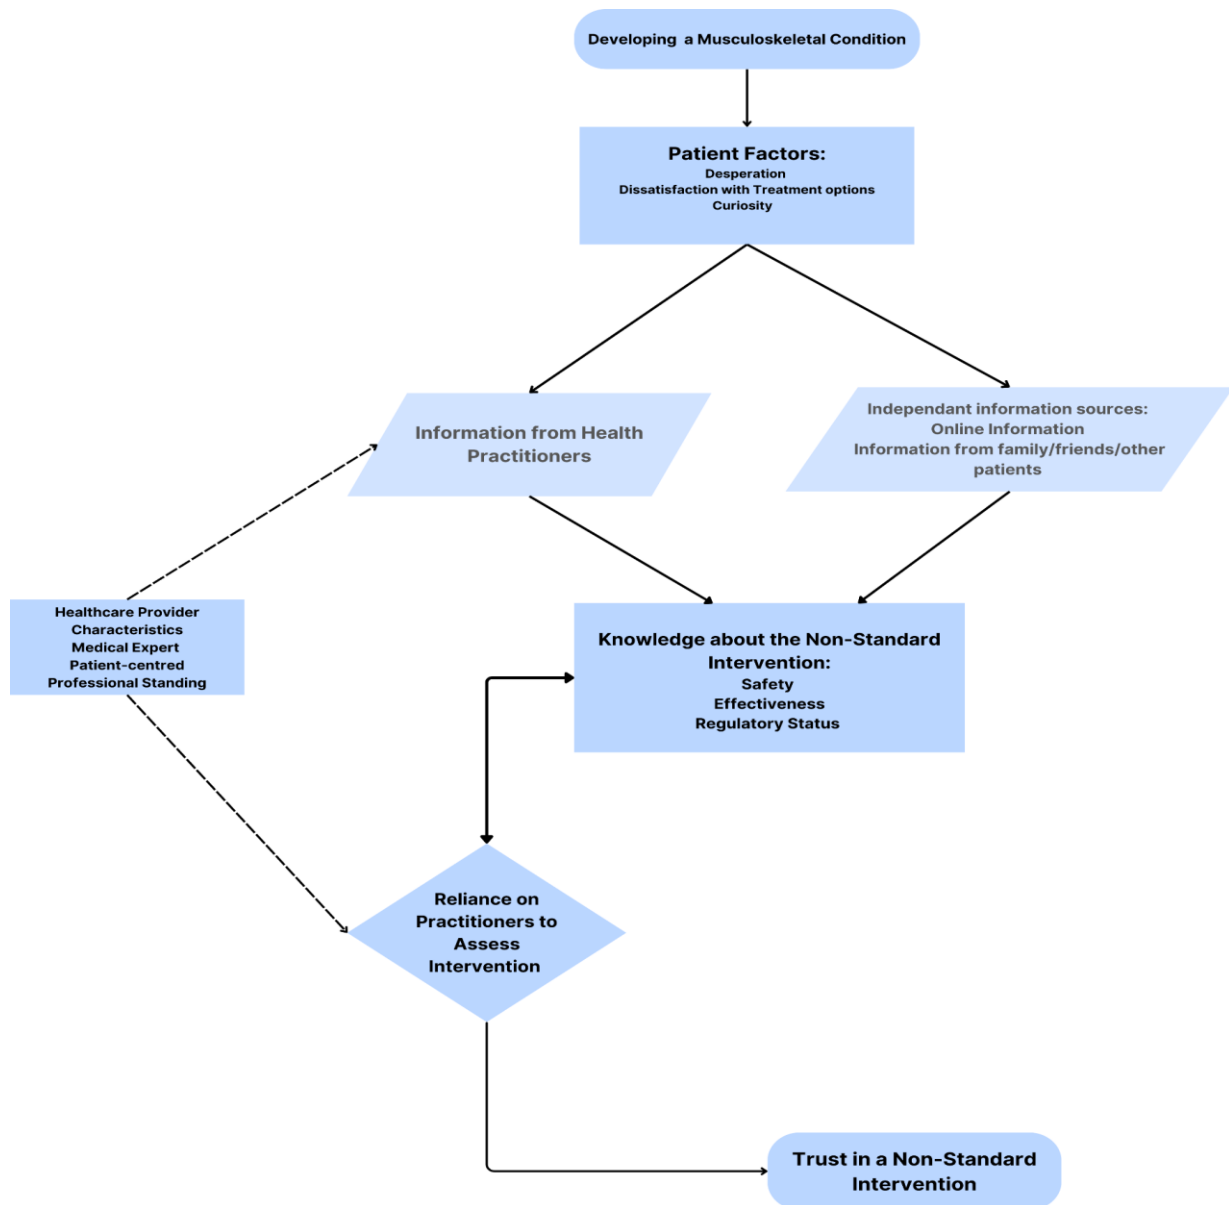 Developing a Musculoskeletal Condition
Patient Factors:
Desperation
Dissatisfaction with Treatment options
Curiosity
Information from Health
Practitioners
Independant information sources:
Online Information
Information from family/friends/other
patients
Healthcare Provider
Characteristics
Medical Expert
Patient-centred
Professional Standing
Knowledge about the Non-Standard
Intervention:
Safety
Effectiveness
Regulatory Status
Reliance on
Practitioners to
Assess
Intervention
Trust in a Non-Standard
Intervention